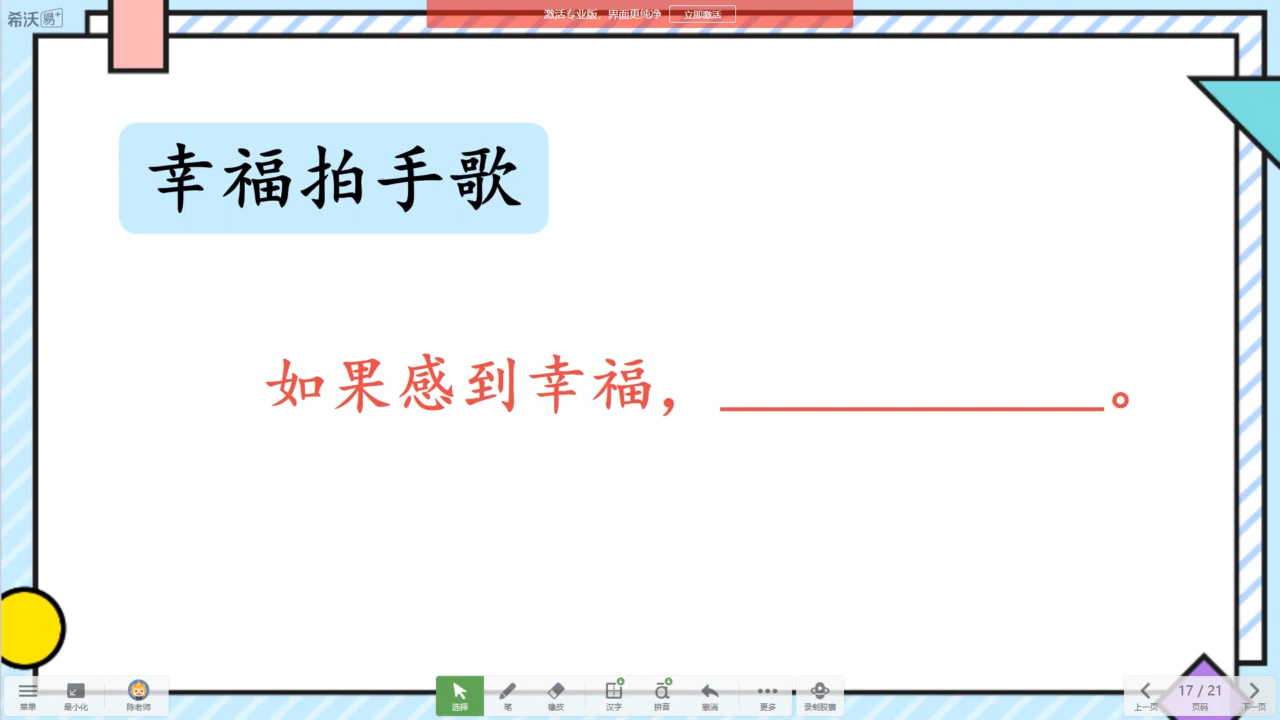 希沃易+
激活专业版，界面更纯净 立即激活
幸福拍手歌
如果感到幸福，____________。
菜单 最小化 陈老师 选择 笔 橡皮 汉字 拼音 撤消 更多 录制胶囊 上一页 17 / 21 页码 下一页